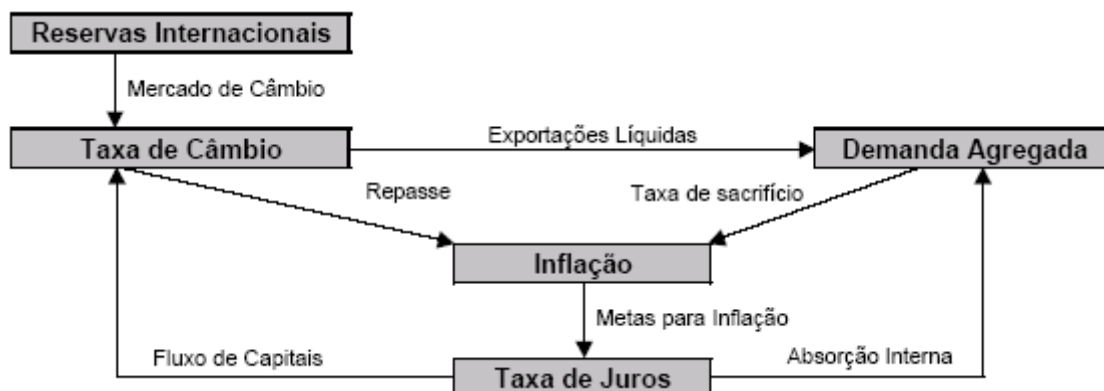 Reservas Internacionais
Mercado de Câmbio
Exportações Líquidas
Taxa de Câmbio
Demanda Agregada
Repasse
Taxa de sacrifício
Inflação
Metas para Inflação
Fluxo de Capitais
Absorção Interna
Taxa de Juros